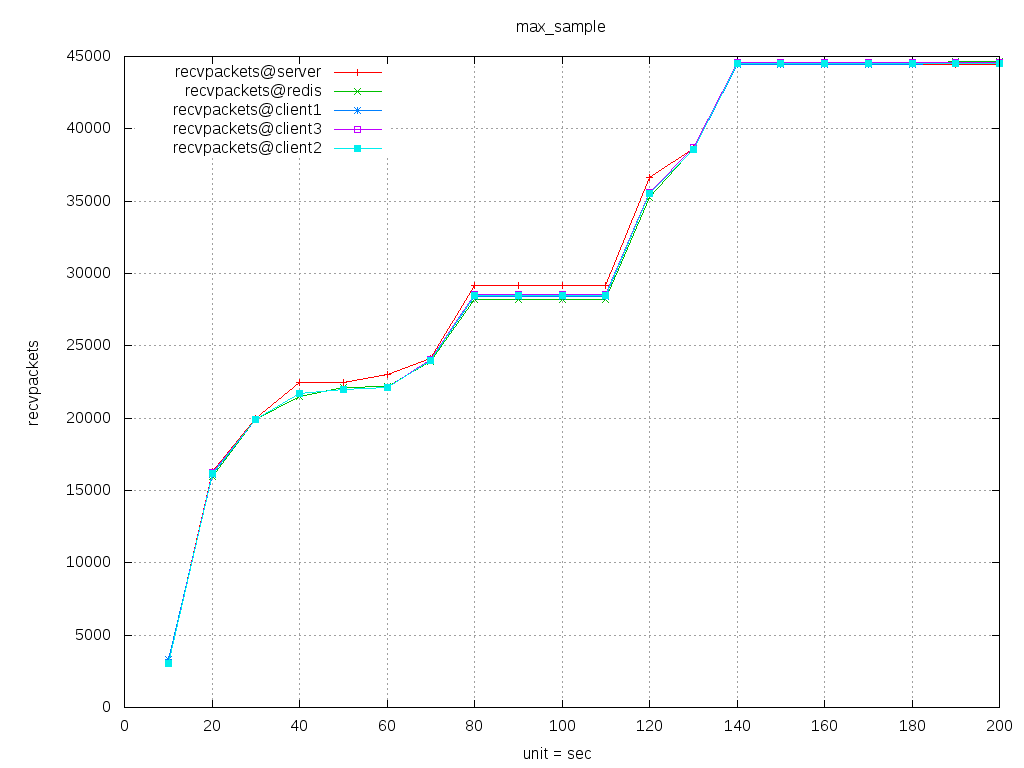 max_sample
45000
40000
35000
30000
25000
20000
15000
10000
5000
0
recvpackets
recvpackets@server
recvpackets@redis
recvpackets@client1
recvpackets@client3
recvpackets@client2
0 20 40 60 80 100 120 140 160 180 200
unit = sec